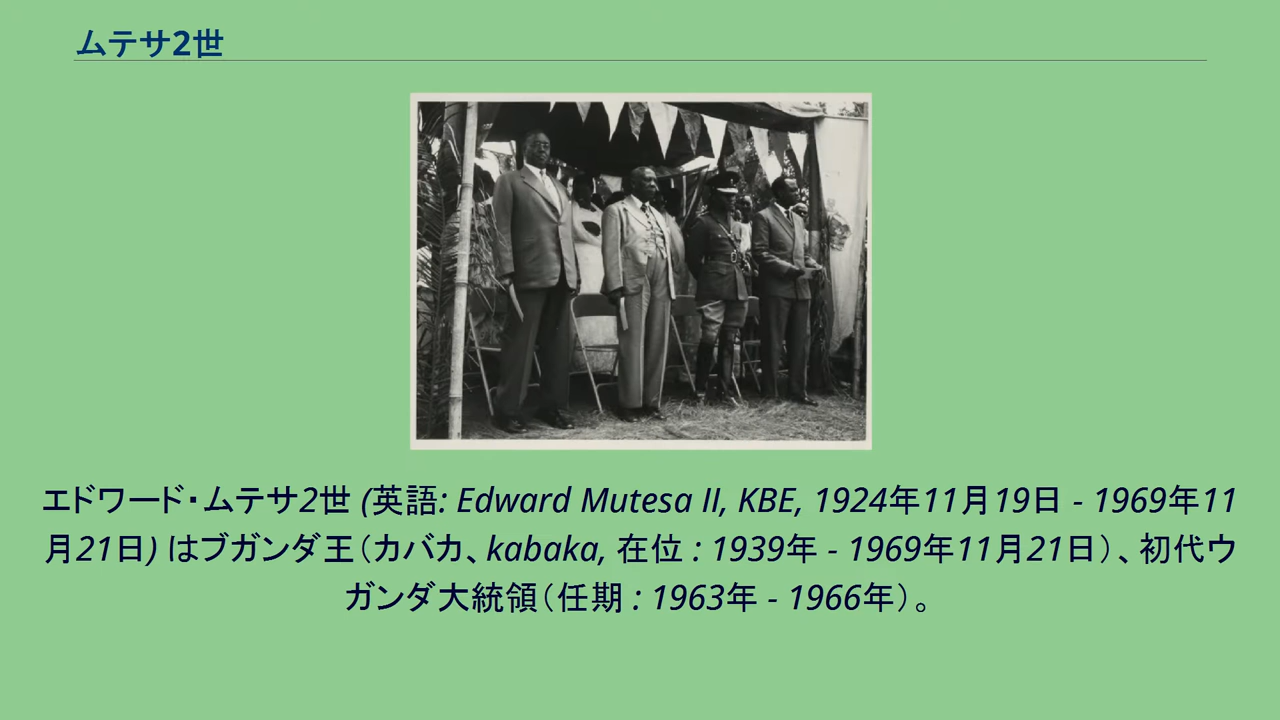 ムテサ2世
エドワード・ムテサ2世 (英語: Edward Mutesa II, KBE, 1924年11月19日 - 1969年11
月21日) はブガンダ王（カバカ、kabaka, 在位 : 1939年 - 1969年11月21日）、初代ウ
ガンダ大統領（任期 : 1963年 - 1966年）。